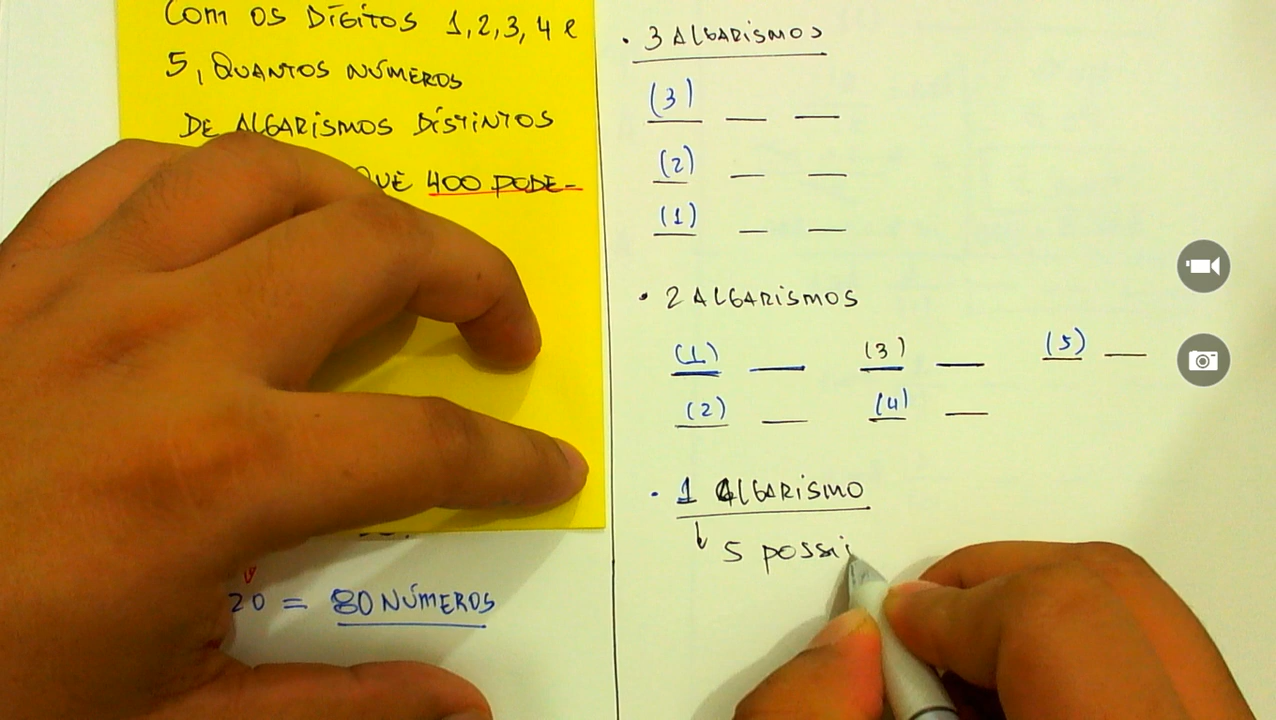 Com OS DÍGITOS 1,2,3,4 e
5, QUANTOS NÚMEROS
DE ALGARISMOS DISTINTOS
QUE 400 PODE-
20 = 80 NÚMEROS
. 3 ALGARISMOS
(3) _ _
(2) _ _
(1) _ _
. 2 ALGARISMOS
(1) _ (3) _ (5) _
(2) _ (4) _
. 1 ALGARISMO
↓ 5 possi